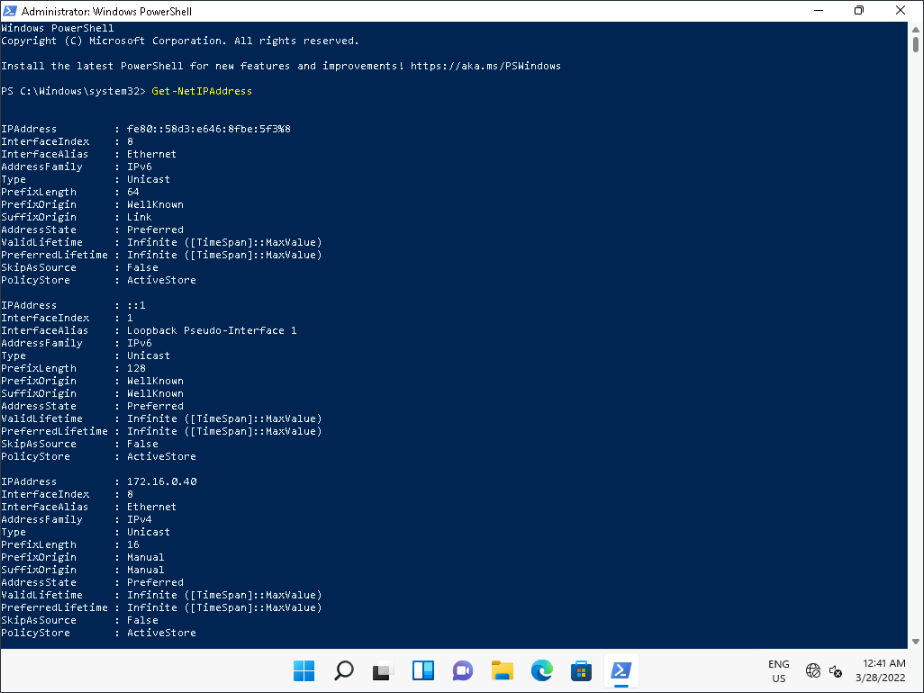 Administrator: Windows PowerShell
Windows PowerShell
Copyright (C) Microsoft Corporation. All rights reserved.
Install the latest PowerShell for new features and improvements! https://aka.ms/PSWindows
PS C:\Windows\system32> Get-NetIPAddress
IPAddress         : fe80::58d3:e646:8fbe:5f3%8
InterfaceIndex    : 8
InterfaceAlias    : Ethernet
AddressFamily     : IPv6
Type              : Unicast
PrefixLength      : 64
PrefixOrigin      : WellKnown
SuffixOrigin      : Link
AddressState      : Preferred
ValidLifetime     : Infinite ([TimeSpan]::MaxValue)
PreferredLifetime : Infinite ([TimeSpan]::MaxValue)
SkipAsSource      : False
PolicyStore       : ActiveStore
IPAddress         : ::1
InterfaceIndex    : 1
InterfaceAlias    : Loopback Pseudo-Interface 1
AddressFamily     : IPv6
Type              : Unicast
PrefixLength      : 128
PrefixOrigin      : WellKnown
SuffixOrigin      : WellKnown
AddressState      : Preferred
ValidLifetime     : Infinite ([TimeSpan]::MaxValue)
PreferredLifetime : Infinite ([TimeSpan]::MaxValue)
SkipAsSource      : False
PolicyStore       : ActiveStore
IPAddress         : 172.16.0.40
InterfaceIndex    : 8
InterfaceAlias    : Ethernet
AddressFamily     : IPv4
Type              : Unicast
PrefixLength      : 16
PrefixOrigin      : Manual
SuffixOrigin      : Manual
AddressState      : Preferred
ValidLifetime     : Infinite ([TimeSpan]::MaxValue)
PreferredLifetime : Infinite ([TimeSpan]::MaxValue)
SkipAsSource      : False
PolicyStore       : ActiveStore
ENG
US
12:41 AM
3/28/2022